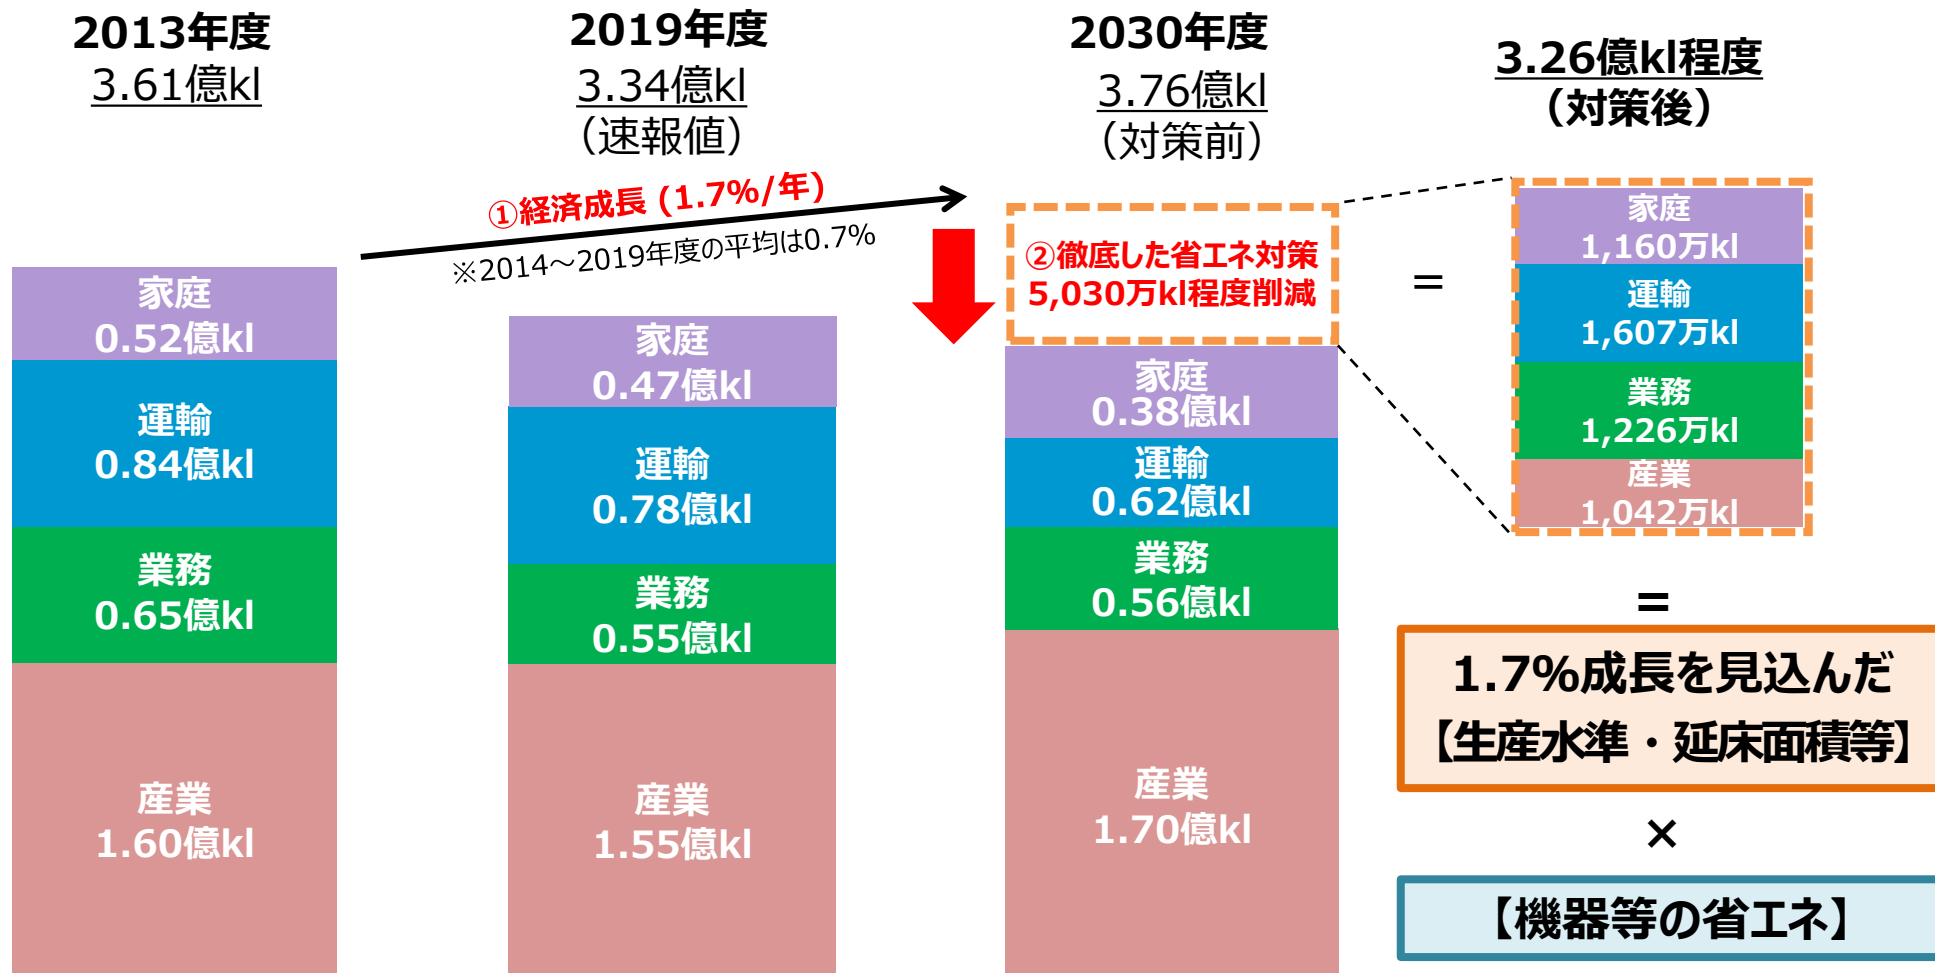 2013年度
3.61億kl
家庭
0.52億kl
運輸
0.84億kl
業務
0.65億kl
産業
1.60億kl
2019年度
3.34億kl
（速報値）
①経済成長 (1.7%/年)
※2014～2019年度の平均は0.7%
家庭
0.47億kl
運輸
0.78億kl
業務
0.55億kl
産業
1.55億kl
2030年度
3.76億kl
（対策前）
②徹底した省エネ対策
5,030万kl程度削減
家庭
0.38億kl
運輸
0.62億kl
業務
0.56億kl
産業
1.70億kl
=
3.26億kl程度
（対策後）
家庭
1,160万kl
運輸
1,607万kl
業務
1,226万kl
産業
1,042万kl
=
1.7%成長を見込んだ
【生産水準・延床面積等】
×
【機器等の省エネ】